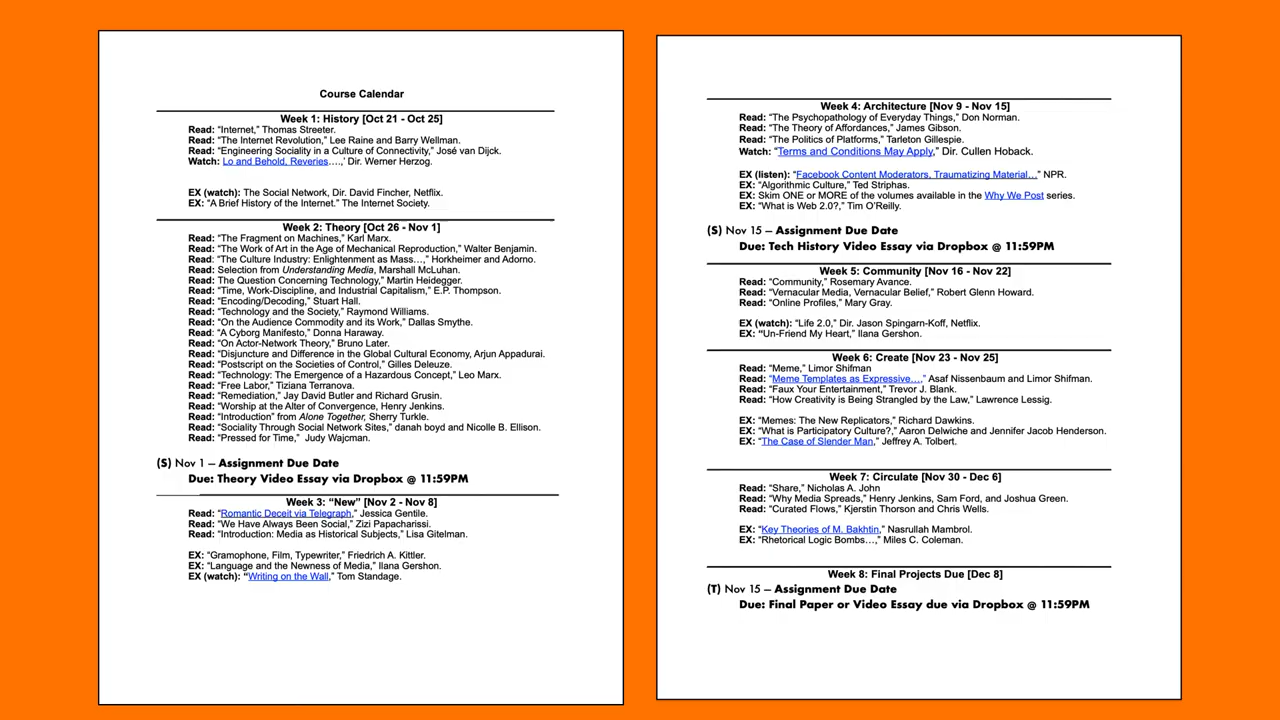 Course Calendar
Week 1: History [Oct 21 - Oct 25]
Read: “Internet,” Thomas Streeter.
Read: “The Internet Revolution,” Lee Raine and Barry Wellman.
Read: “Engineering Sociality in a Culture of Connectivity,” José van Dijck.
Watch: Lo and Behold, Reveries….,’ Dir. Werner Herzog.
EX (watch): The Social Network, Dir. David Fincher, Netflix.
EX: “A Brief History of the Internet.” The Internet Society.
Week 2: Theory [Oct 26 - Nov 1]
Read: “The Fragment on Machines,” Karl Marx.
Read: “The Work of Art in the Age of Mechanical Reproduction,” Walter Benjamin.
Read: “The Culture Industry: Enlightenment as Mass…,” Horkheimer and Adorno.
Read: Selection from Understanding Media, Marshall McLuhan.
Read: The Question Concerning Technology,” Martin Heidegger.
Read: “Time, Work-Discipline, and Industrial Capitalism,” E.P. Thompson.
Read: “Encoding/Decoding,” Stuart Hall.
Read: “Technology and the Society,” Raymond Williams.
Read: “On the Audience Commodity and its Work,” Dallas Smythe.
Read: “A Cyborg Manifesto,” Donna Haraway.
Read: “On Actor-Network Theory,” Bruno Later.
Read: “Disjuncture and Difference in the Global Cultural Economy, Arjun Appadurai.
Read: “Postscript on the Societies of Control,” Gilles Deleuze.
Read: “Technology: The Emergence of a Hazardous Concept,” Leo Marx.
Read: “Free Labor,” Tiziana Terranova.
Read: “Remediation,” Jay David Butler and Richard Grusin.
Read: “Worship at the Alter of Convergence, Henry Jenkins.
Read: “Introduction” from Alone Together, Sherry Turkle.
Read: “Sociality Through Social Network Sites,” danah boyd and Nicolle B. Ellison.
Read: “Pressed for Time,” Judy Wajcman.
(S) Nov 1 – Assignment Due Date
Due: Theory Video Essay via Dropbox @ 11:59PM
Week 3: “New” [Nov 2 - Nov 8]
Read: “Romantic Deceit via Telegraph,” Jessica Gentile.
Read: “We Have Always Been Social,” Zizi Papacharissi.
Read: “Introduction: Media as Historical Subjects,” Lisa Gitelman.
EX: “Gramophone, Film, Typewriter,” Friedrich A. Kittler.
EX: “Language and the Newness of Media,” Ilana Gershon.
EX (watch): “Writing on the Wall,” Tom Standage.
Week 4: Architecture [Nov 9 - Nov 15]
Read: “The Psychopathology of Everyday Things,” Don Norman.
Read: “The Theory of Affordances,” James Gibson.
Read: “The Politics of Platforms,” Tarleton Gillespie.
Watch: “Terms and Conditions May Apply,” Dir. Cullen Hoback.
EX (listen): “Facebook Content Moderators, Traumatizing Material…” NPR.
EX: “Algorithmic Culture,” Ted Striphas.
EX: Skim ONE or MORE of the volumes available in the Why We Post series.
EX: “What is Web 2.0?,” Tim O’Reilly.
(S) Nov 15 – Assignment Due Date
Due: Tech History Video Essay via Dropbox @ 11:59PM
Week 5: Community [Nov 16 - Nov 22]
Read: “Community,” Rosemary Avance.
Read: “Vernacular Media, Vernacular Belief,” Robert Glenn Howard.
Read: “Online Profiles,” Mary Gray.
EX (watch): “Life 2.0,” Dir. Jason Spingarn-Koff, Netflix.
EX: “Un-Friend My Heart,” Ilana Gershon.
Week 6: Create [Nov 23 - Nov 25]
Read: “Meme,” Limor Shifman
Read: “Meme Templates as Expressive…,” Asaf Nissenbaum and Limor Shifman.
Read: “Faux Your Entertainment,” Trevor J. Blank.
Read: “How Creativity is Being Strangled by the Law,” Lawrence Lessig.
EX: “Memes: The New Replicators,” Richard Dawkins.
EX: “What is Participatory Culture?,” Aaron Delwiche and Jennifer Jacob Henderson.
EX: “The Case of Slender Man,” Jeffrey A. Tolbert.
Week 7: Circulate [Nov 30 - Dec 6]
Read: “Share,” Nicholas A. John
Read: “Why Media Spreads,” Henry Jenkins, Sam Ford, and Joshua Green.
Read: “Curated Flows,” Kjerstin Thorson and Chris Wells.
EX: “Key Theories of M. Bakhtin,” Nasrullah Mambrol.
EX: “Rhetorical Logic Bombs…,” Miles C. Coleman.
Week 8: Final Projects Due [Dec 8]
(T) Nov 15 – Assignment Due Date
Due: Final Paper or Video Essay due via Dropbox @ 11:59PM